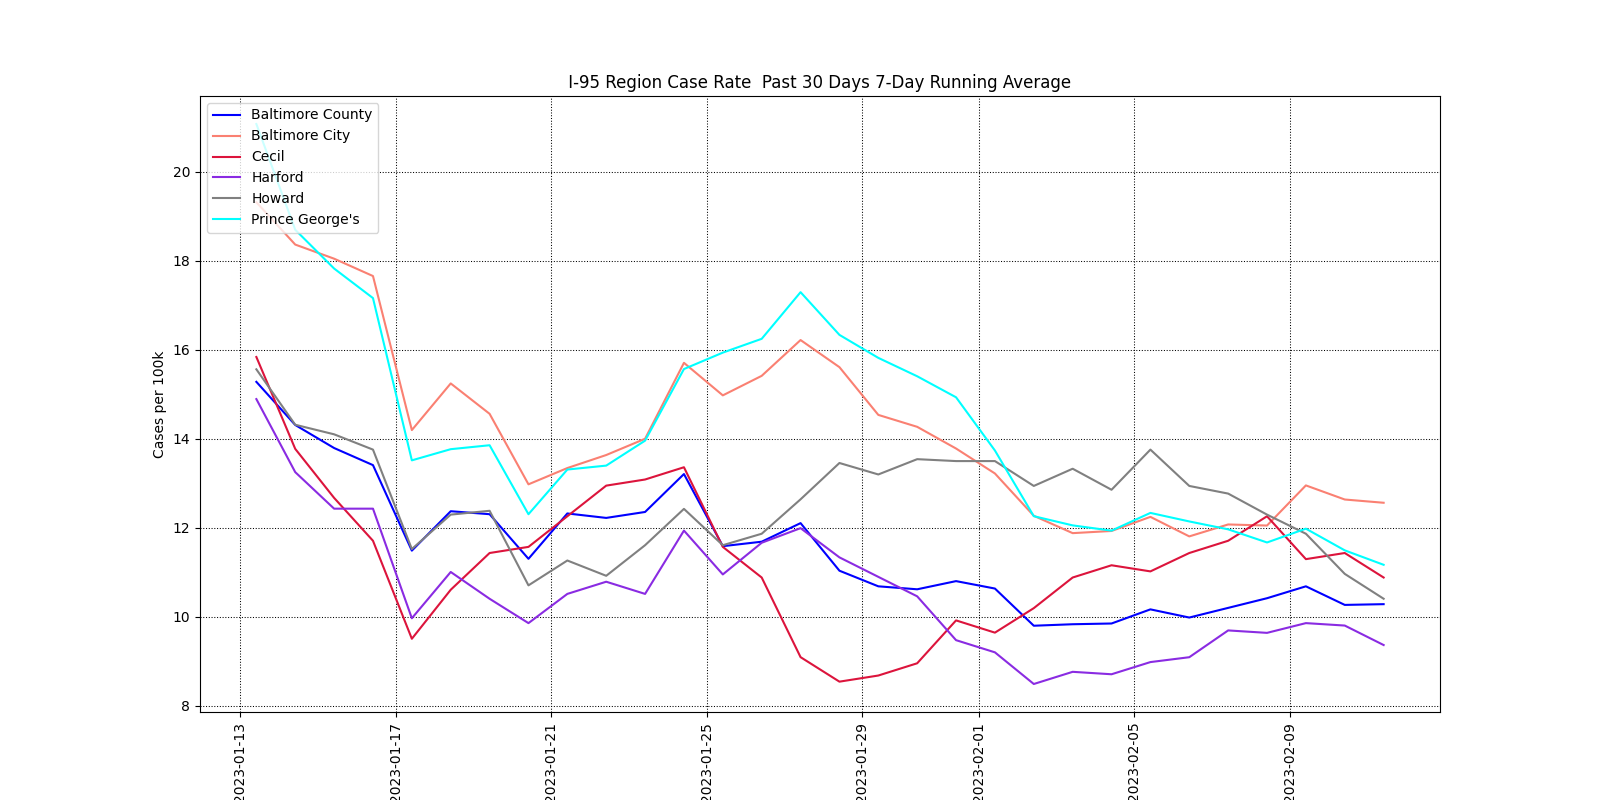 I-95 Region Case Rate  Past 30 Days 7-Day Running Average
Baltimore County
Baltimore City
Cecil
Harford
Howard
Prince George's
Cases per 100k
20
18
16
14
12
10
8
2023-01-13
2023-01-17
2023-01-21
2023-01-25
2023-01-29
2023-02-01
2023-02-05
2023-02-09